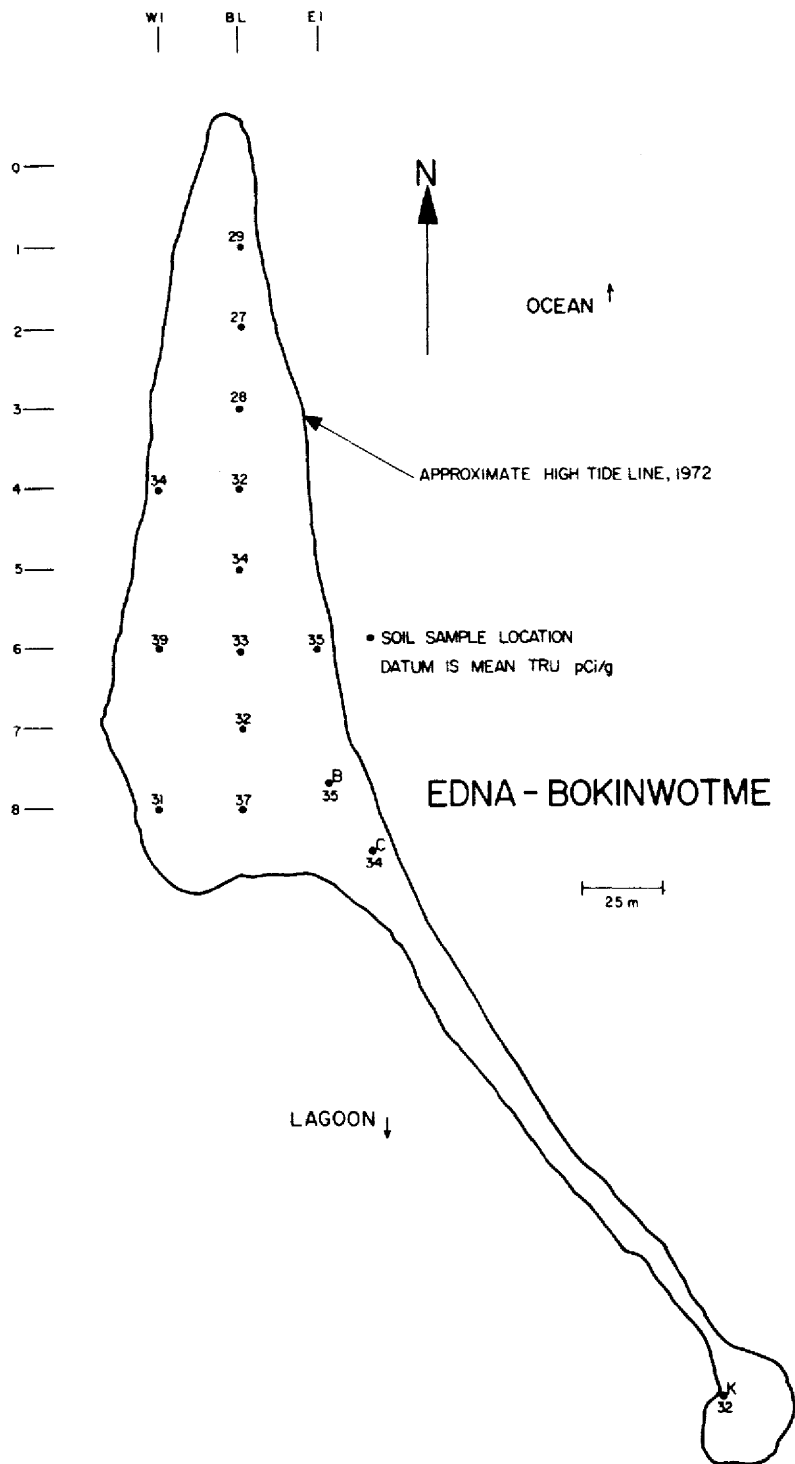 W1 BL E1
0
N
1
29
OCEAN
2
27
3
28
APPROXIMATE HIGH TIDE LINE, 1972
4
34 32
5
34
6
39 33 35
SOIL SAMPLE LOCATION
DATUM IS MEAN TRU pCi/g
7
32
B
35
EDNA - BOKINWOTME
8
31 37
C
34
25 m
LAGOON
K
32